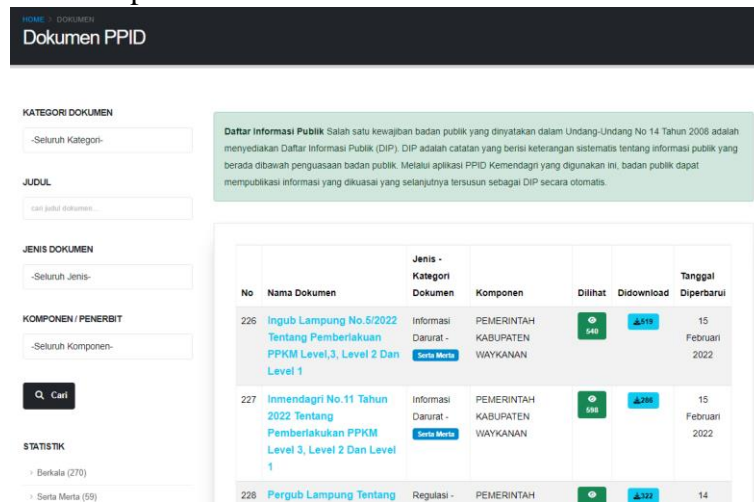 HOME > DOKUMEN
Dokumen PPID
KATEGORI DOKUMEN
-Seluruh Kategori-
JUDUL
cari judul dokumen...
JENIS DOKUMEN
-Seluruh Jenis-
KOMPONEN / PENERBIT
-Seluruh Komponen-
Cari
STATISTIK
> Berkala (270)
> Serta Merta (59)
Daftar Informasi Publik Salah satu kewajiban badan publik yang dinyatakan dalam Undang-Undang No 14 Tahun 2008 adalah
menyediakan Daftar Informasi Publik (DIP). DIP adalah catatan yang berisi keterangan sistematis tentang informasi publik yang
berada dibawah penguasaan badan publik. Melalui aplikasi PPID Kemendagri yang digunakan ini, badan publik dapat
mempublikasi informasi yang dikuasai yang selanjutnya tersusun sebagai DIP secara otomatis.
No Nama Dokumen Jenis - Kategori Dokumen Komponen Dilihat Didownload Tanggal Diperbarui
226 Ingub Lampung No.5/2022 Informasi PEMERINTAH 540 519 15
Tentang Pemberlakuan Darurat - KABUPATEN Februari
PPKM Level,3, Level 2 Dan Serta Merta WAYKANAN 2022
Level 1
227 Inmendagri No.11 Tahun Informasi PEMERINTAH 598 286 15
2022 Tentang Darurat - KABUPATEN Februari
Pemberlakukan PPKM Serta Merta WAYKANAN 2022
Level 3, Level 2 Dan Level
1
228 Pergub Lampung Tentang Regulasi - PEMERINTAH 322 14